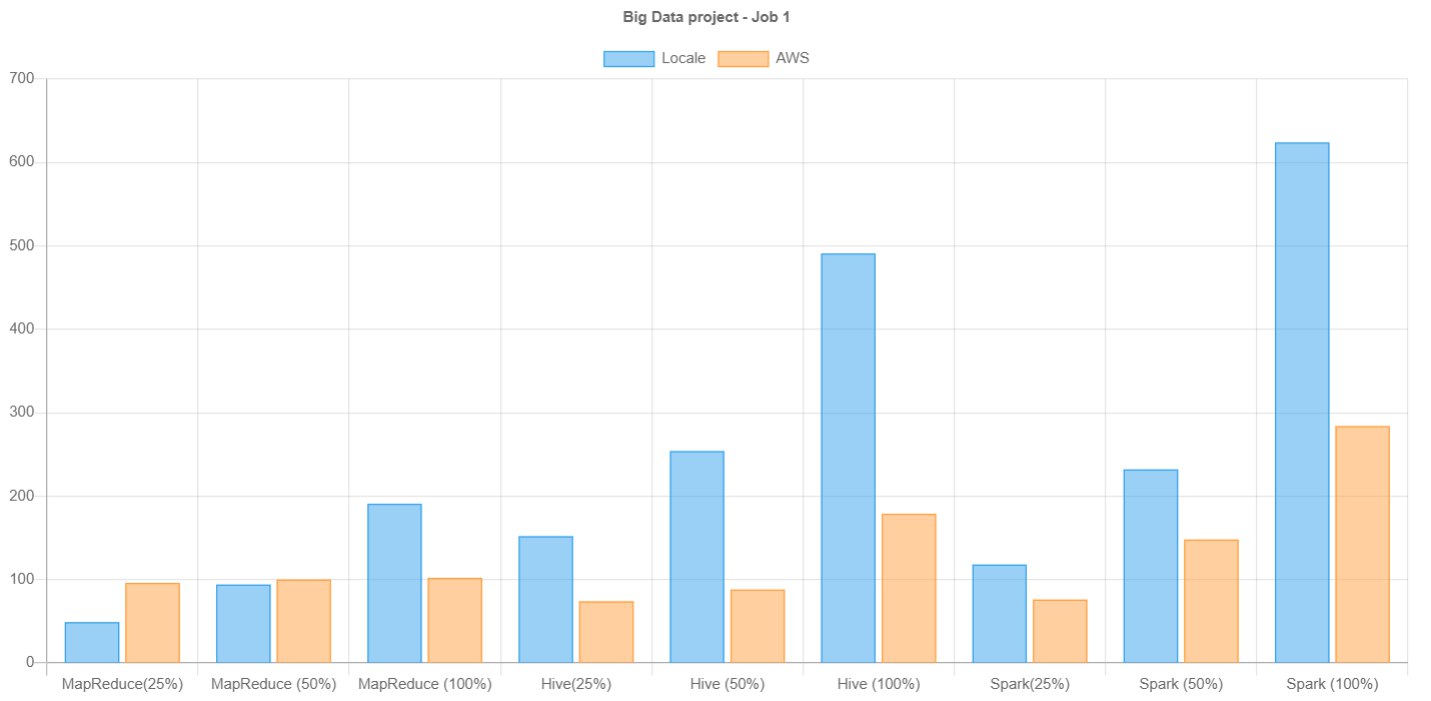 Big Data project - Job 1
Locale AWS
700
600
500
400
300
200
100
0
MapReduce(25%) MapReduce (50%) MapReduce (100%) Hive(25%) Hive (50%) Hive (100%) Spark(25%) Spark (50%) Spark (100%)